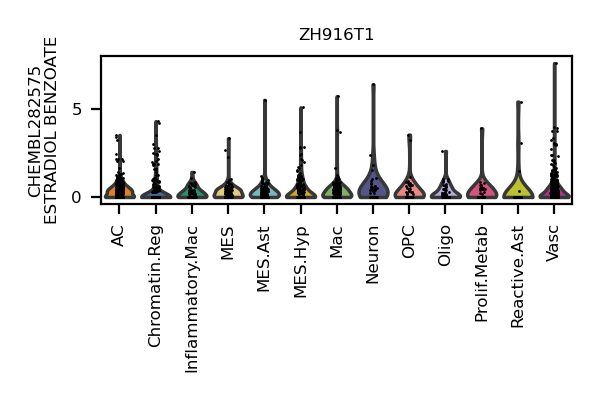 ZH916T1
CHEMBL282575
ESTRADIOL BENZOATE
5
0
AC
Chromatin.Reg
Inflammatory.Mac
MES
MES.Ast
MES.Hyp
Mac
Neuron
OPC
Oligo
Prolif.Metab
Reactive.Ast
Vasc